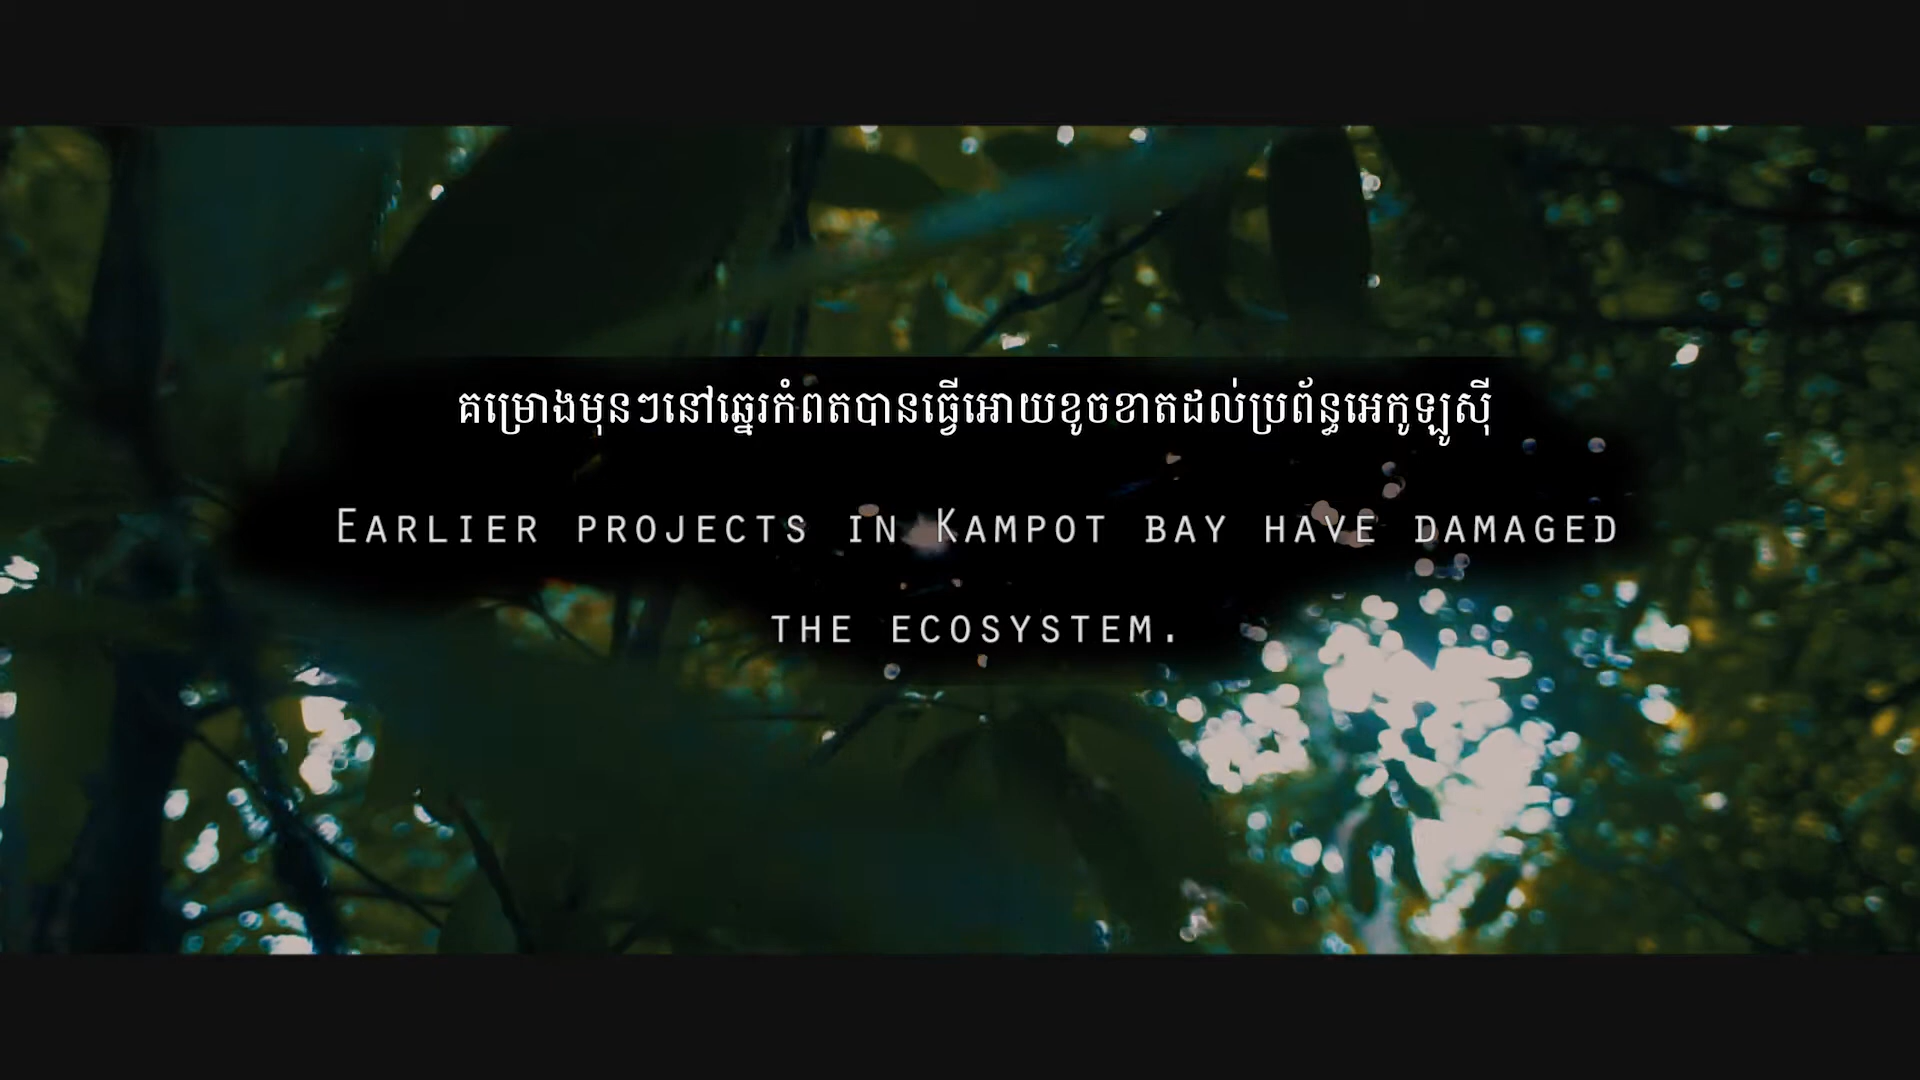 គម្រោងមុនៗនៅឆ្នេរកំពតបានធ្វើអោយខូចខាតដល់ប្រព័ន្ធអេកូឡូស៊ី
Earlier projects in Kampot bay have damaged
the ecosystem.